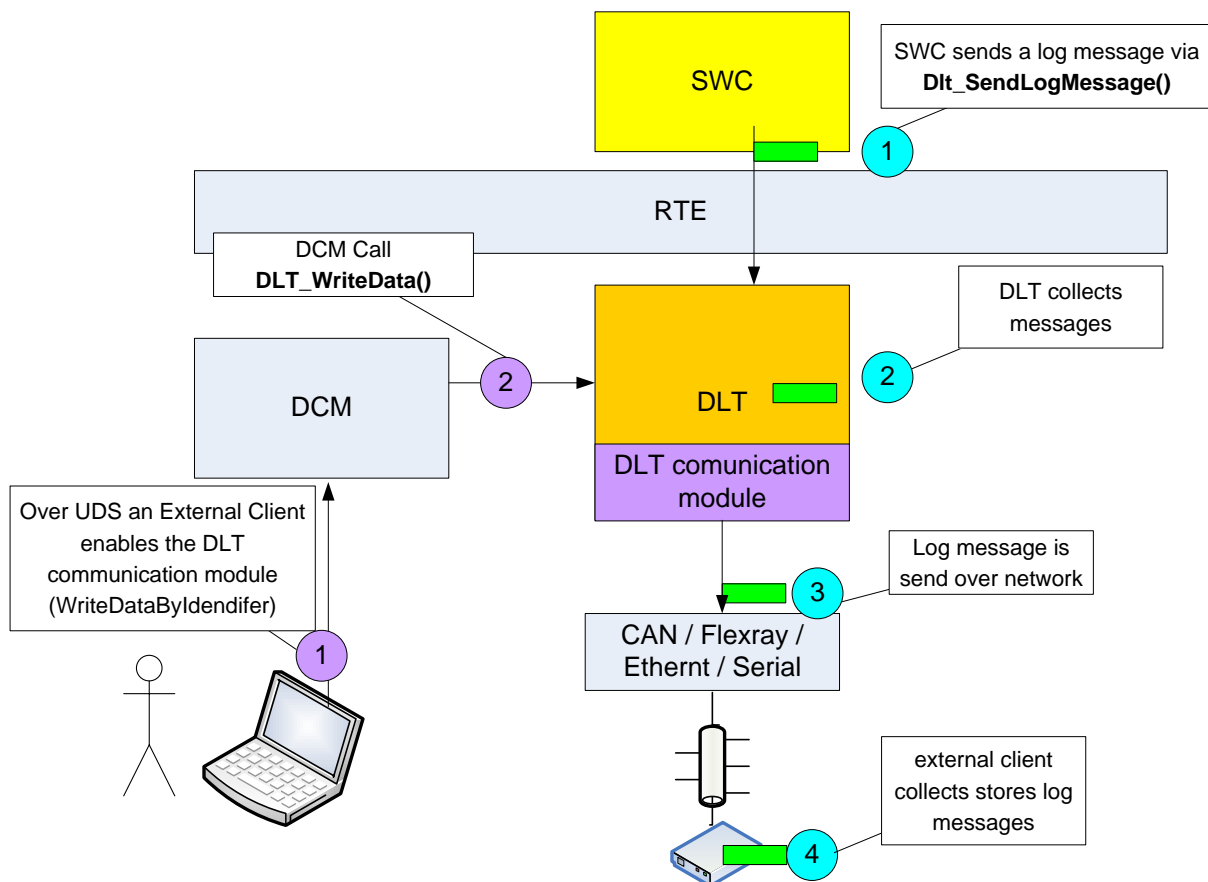 SWC
SWC sends a log message via
Dlt_SendLogMessage()
1
RTE
DCM Call
DLT_WriteData()
DLT collects
messages
2
2
DCM
DLT
DLT comunication
module
Over UDS an External Client
enables the DLT
communication module
(WriteDataByIdendifer)
1
Log message is
send over network
3
CAN / Flexray /
Ethernt / Serial
external client
collects stores log
messages
4